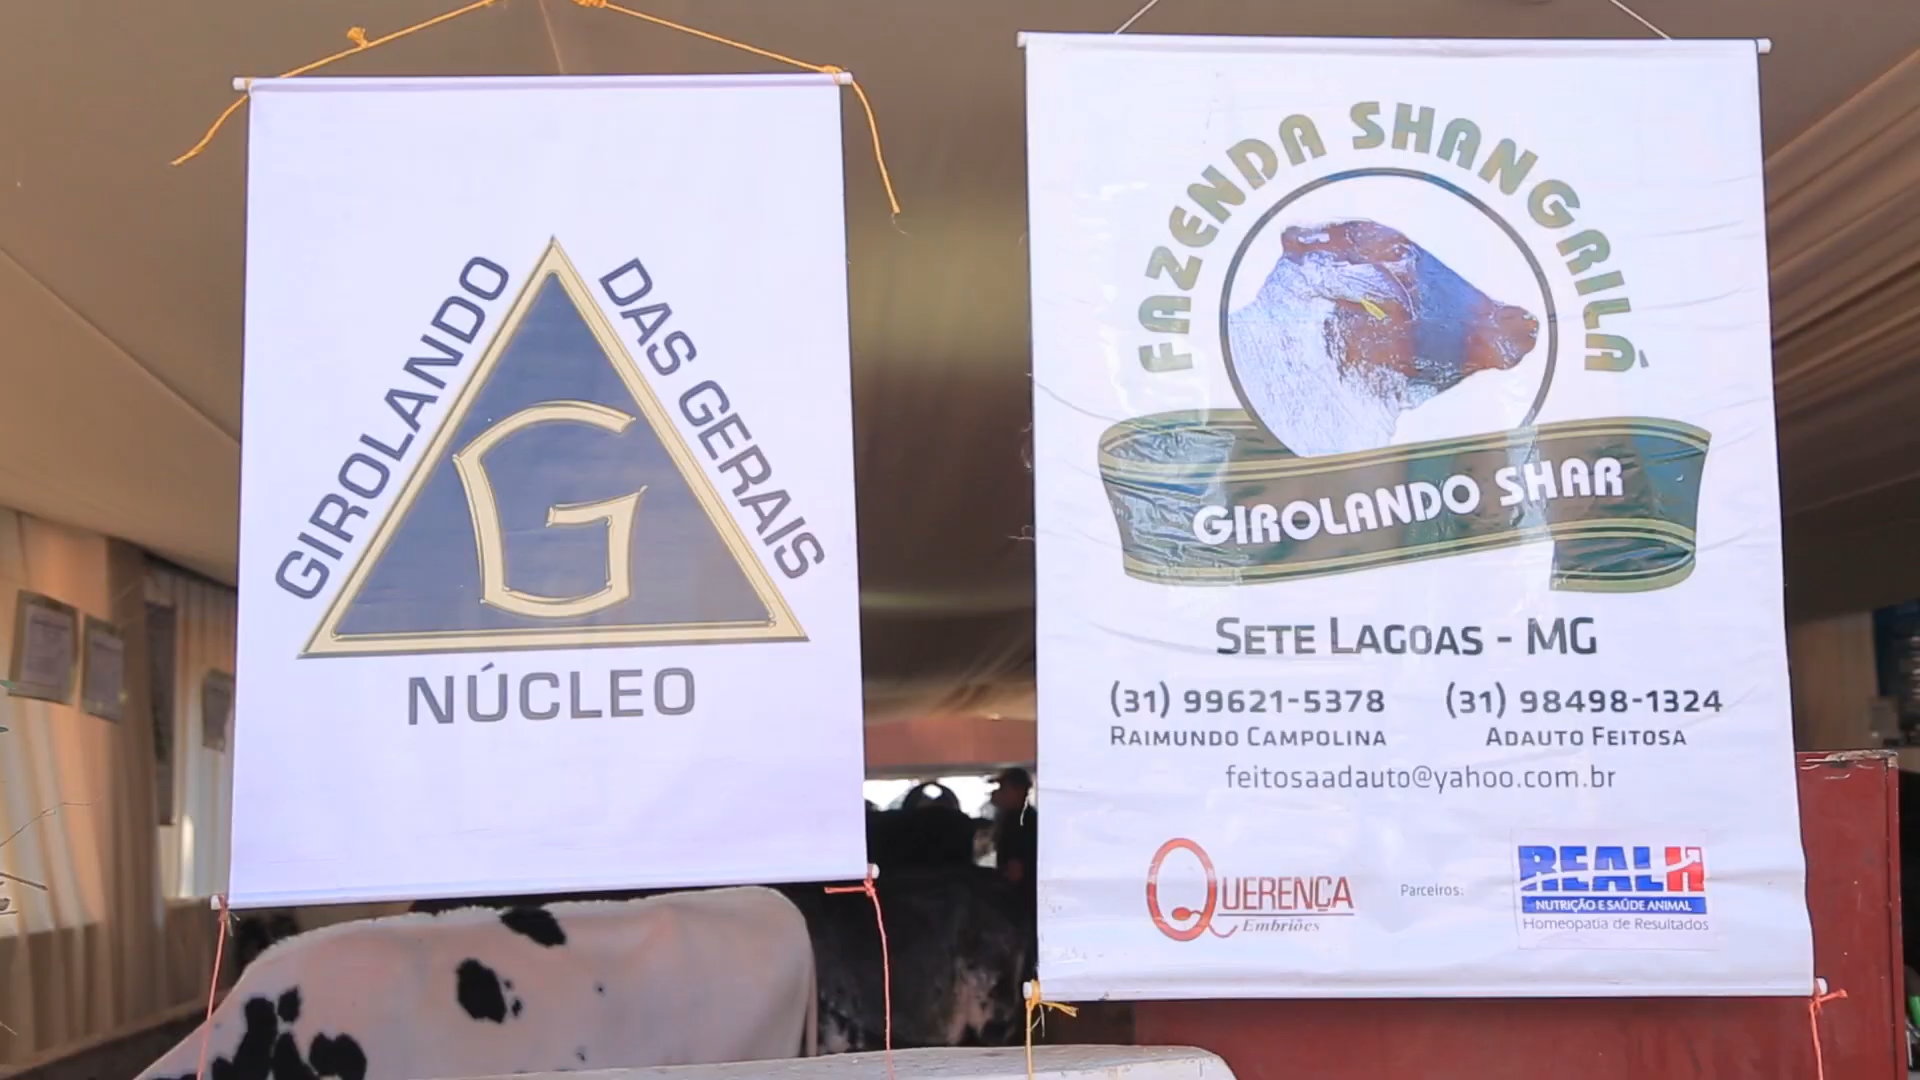 GIROLANDO
DAS GERAIS
G
NÚCLEO
FAZENDA SHANGRILÁ
GIROLANDO SHAR
SETE LAGOAS - MG
(31) 99621-5378
RAIMUNDO CAMPOLINA
(31) 98498-1324
ADAUTO FEITOSA
feitosaadauto@yahoo.com.br
QUERENÇA
Embriões
Parceiros:
REALH
NUTRIÇÃO E SAÚDE ANIMAL
Homeopatia de Resultados